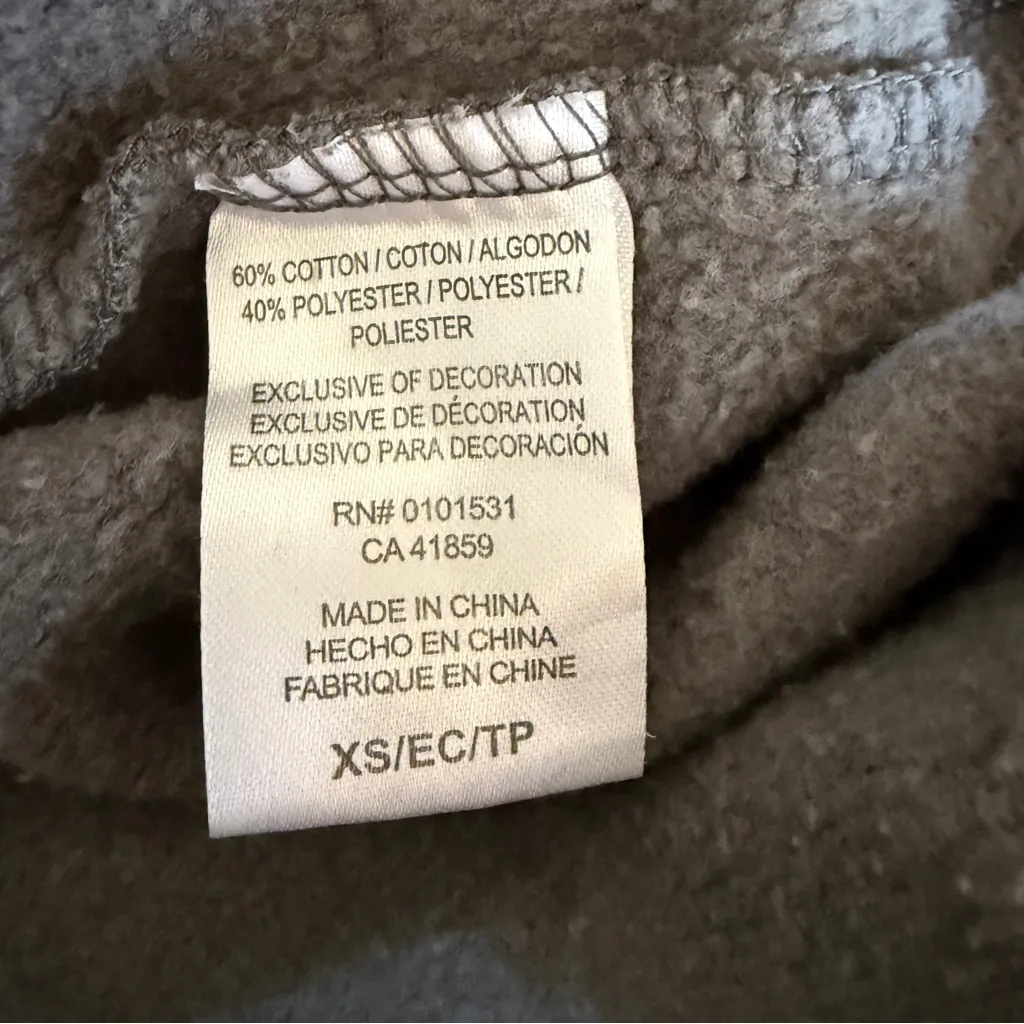 60% COTTON / COTON / ALGODON
40% POLYESTER / POLYESTER /
POLIESTER
EXCLUSIVE OF DECORATION
EXCLUSIVE DE DÉCORATION
EXCLUSIVO PARA DECORACIÓN
RN# 0101531
CA 41859
MADE IN CHINA
HECHO EN CHINA
FABRIQUE EN CHINE
XS/EC/TP